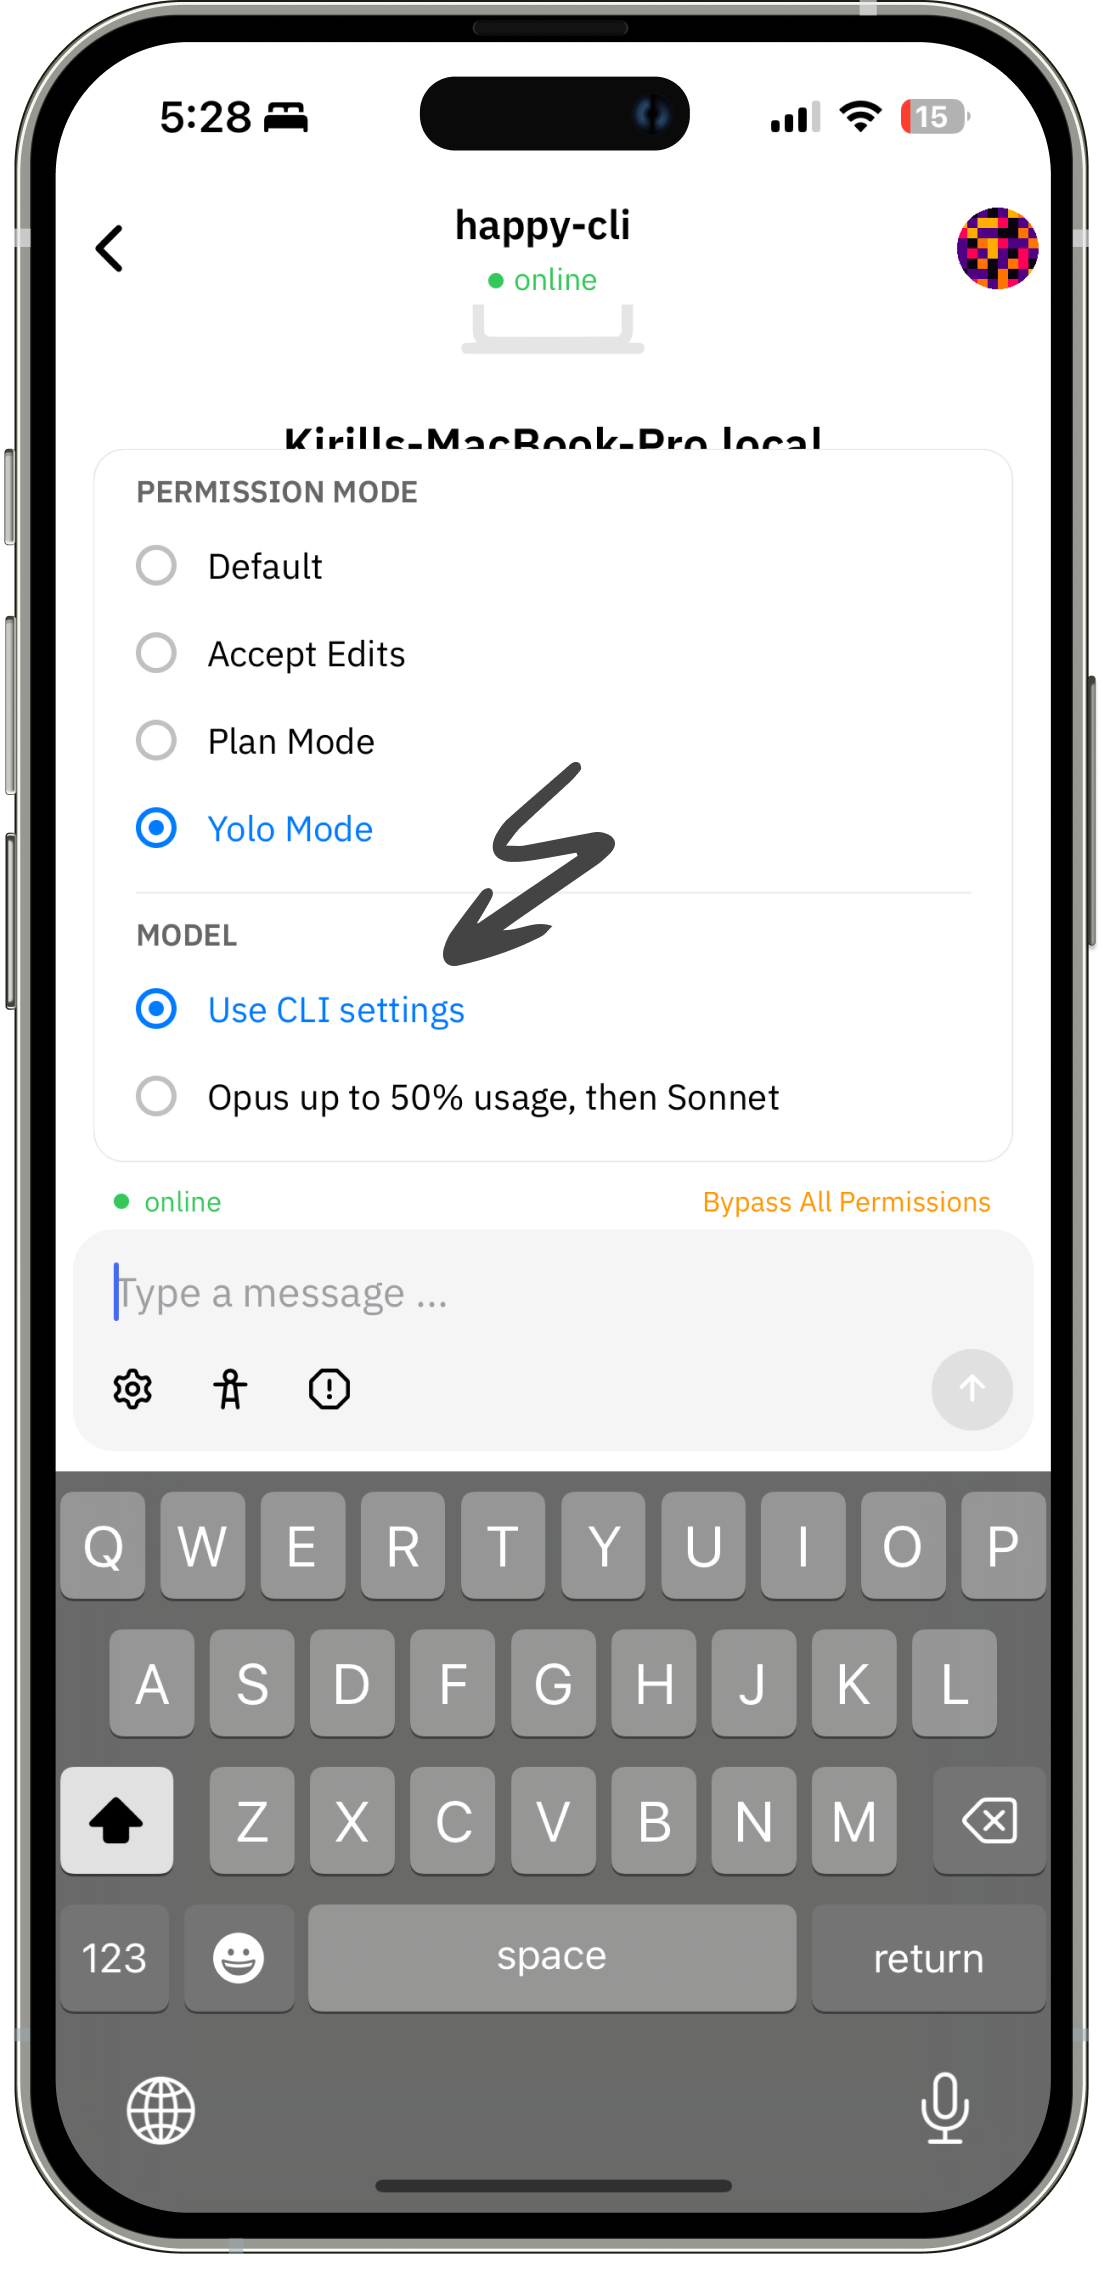 5:28
15
happy-cli
online
Kirills-MacBook-Pro.local
PERMISSION MODE
Default
Accept Edits
Plan Mode
Yolo Mode
MODEL
Use CLI settings
Opus up to 50% usage, then Sonnet
online Bypass All Permissions
Type a message ...
Q W E R T Y U I O P
A S D F G H J K L
Z X C V B N M
123 space return